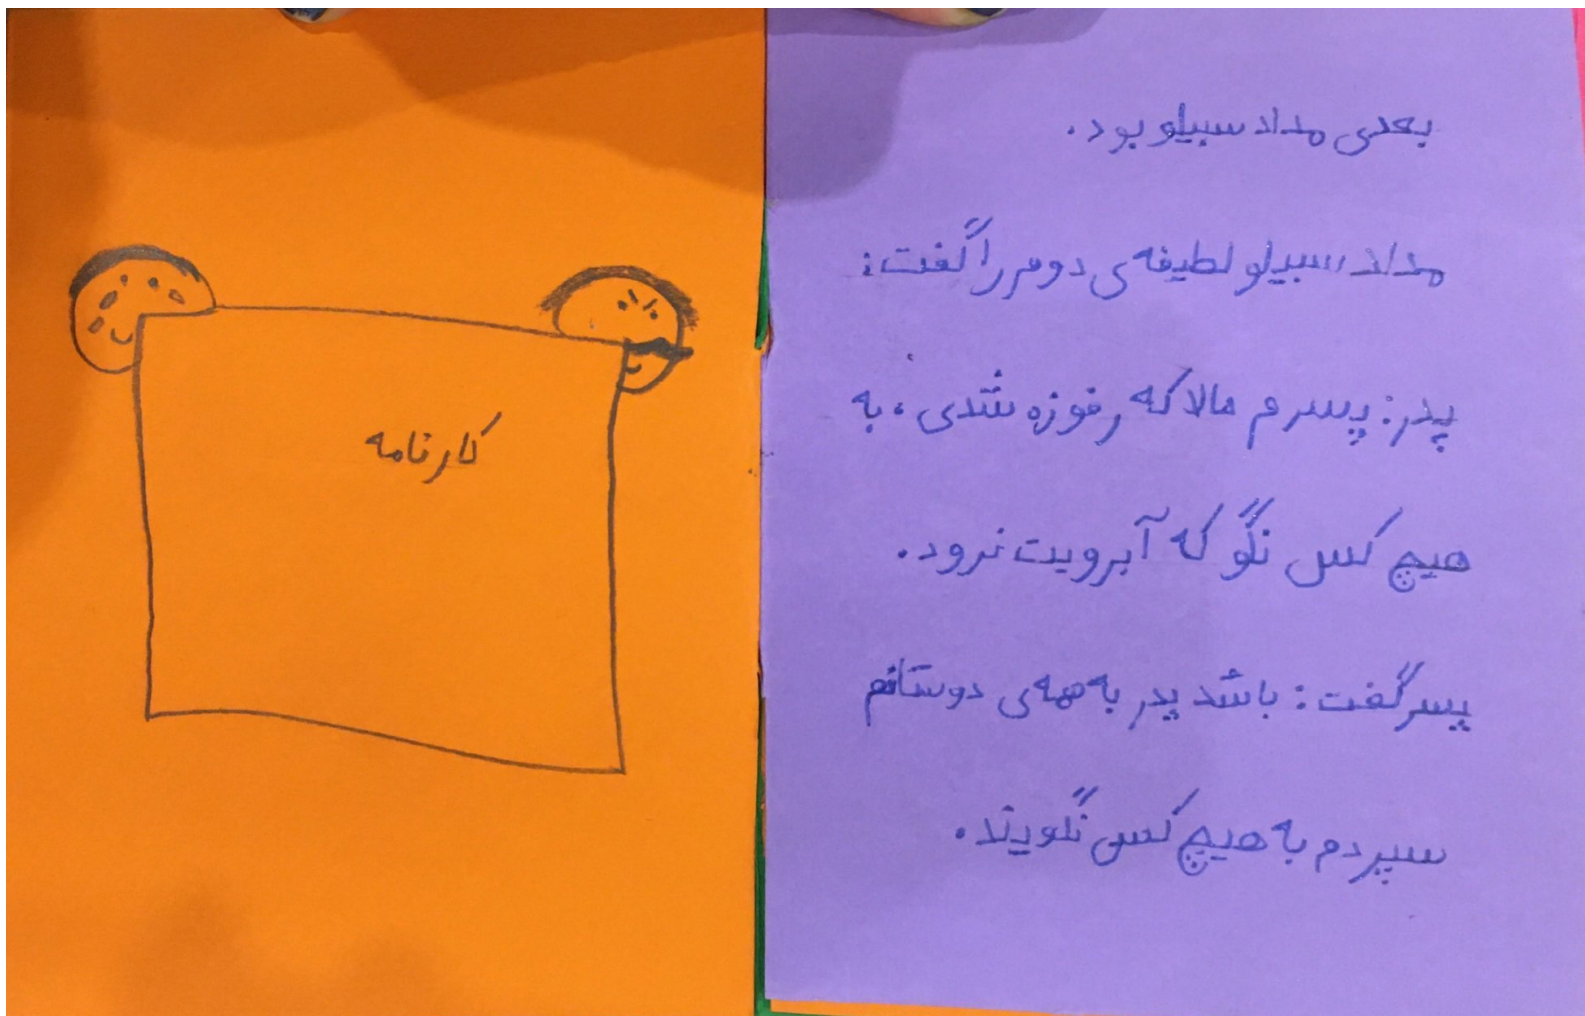 بعدی مداد سبیلو بود.
مداد سبیلو لطیفه‌ی دوم را گفت:
پدر: پسرم حالا که رفوزه شدی، به
هیچ کس نگو که آبرویت نرود.
پسر گفت: باشد پدر به همه‌ی دوستانم
سپردم به هیچ کس نگویند.
کارنامه